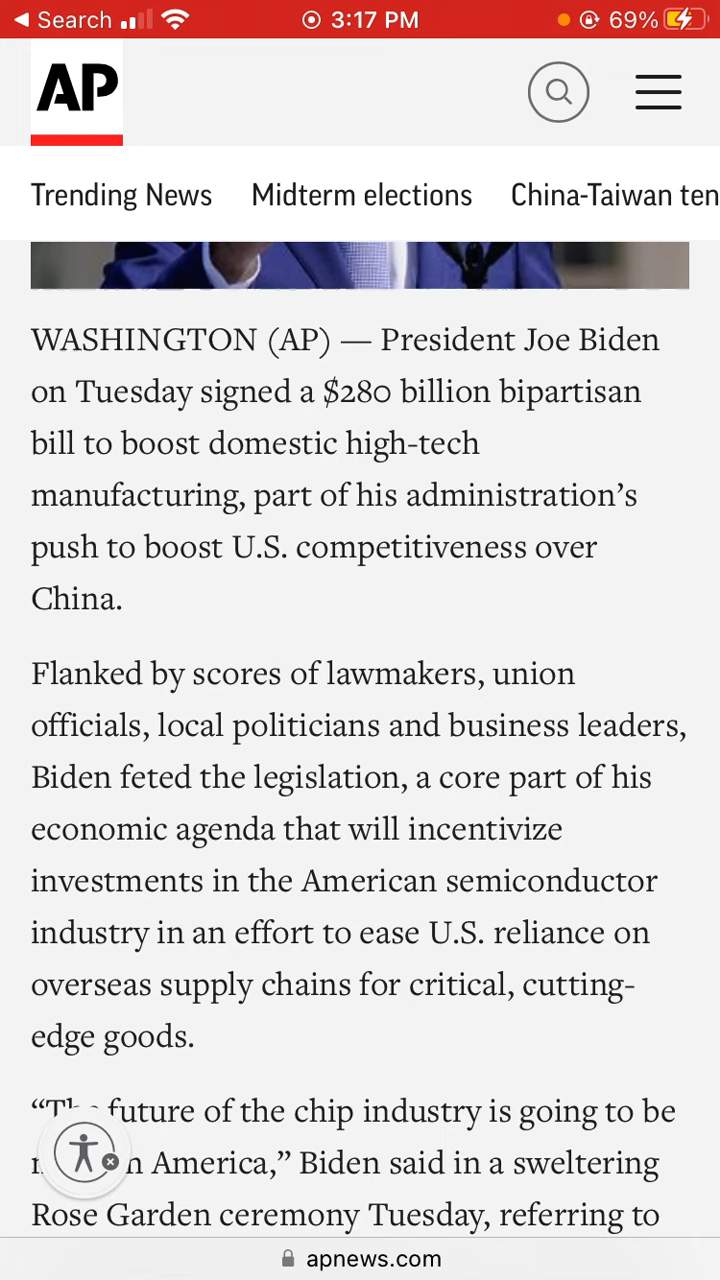 Search 3:17 PM 69%
AP
Trending News Midterm elections China-Taiwan ten
WASHINGTON (AP) — President Joe Biden
on Tuesday signed a $280 billion bipartisan
bill to boost domestic high-tech
manufacturing, part of his administration’s
push to boost U.S. competitiveness over
China.
Flanked by scores of lawmakers, union
officials, local politicians and business leaders,
Biden feted the legislation, a core part of his
economic agenda that will incentivize
investments in the American semiconductor
industry in an effort to ease U.S. reliance on
overseas supply chains for critical, cutting-
edge goods.
“The future of the chip industry is going to be
n America,” Biden said in a sweltering
Rose Garden ceremony Tuesday, referring to
apnews.com